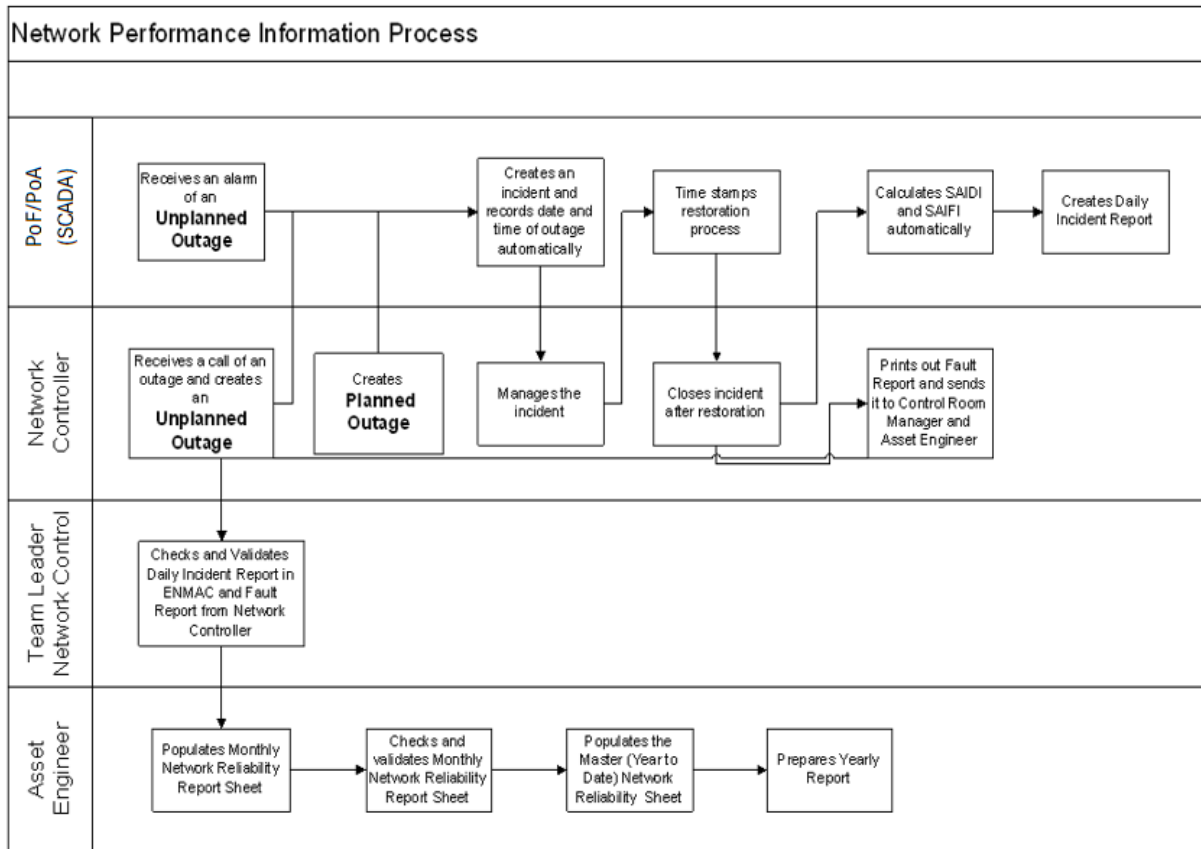 Network Performance Information Process
PoF/PoA
(SCADA)
Receives an alarm
of an
Unplanned
Outage
Creates an
incident and
records date and
time of outage
automatically
Time stamps
restoration
process
Calculates SAIDI
and SAIFI
automatically
Creates Daily
Incident Report
Network
Controller
Receives a call of an
outage and creates
an
Unplanned
Outage
Creates
Planned
Outage
Manages the
incident
Closes incident
after restoration
Prints out Fault
Report and sends
it to Control Room
Manager and
Asset Engineer
Team Leader
Network Control
Checks and Validates
Daily Incident Report in
ENMAC and Fault
Report from Network
Controller
Asset
Engineer
Populates Monthly
Network Reliability
Report Sheet
Checks and
validates Monthly
Network Reliability
Report Sheet
Populates the
Master (Year to
Date) Network
Reliability Sheet
Prepares Yearly
Report